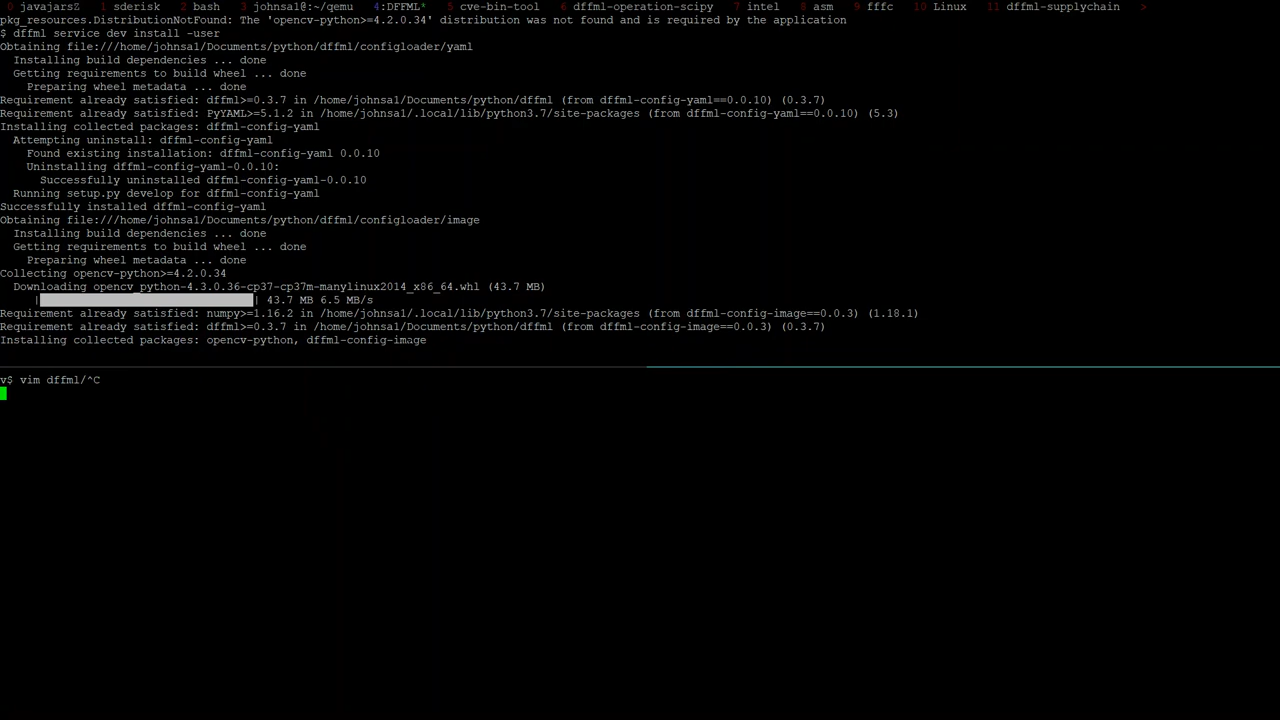 0 javajarsZ 1 sderisk 2 bash 3 johnsa1@:~/qemu 4:DFFML* 5 cve-bin-tool 6 dffml-operation-scipy 7 intel 8 asm 9 fffc 10 Linux 11 dffml-supplychain >
pkg_resources.DistributionNotFound: The 'opencv-python>=4.2.0.34' distribution was not found and is required by the application
$ dffml service dev install -user
Obtaining file:///home/johnsa1/Documents/python/dffml/configloader/yaml
  Installing build dependencies ... done
  Getting requirements to build wheel ... done
    Preparing wheel metadata ... done
Requirement already satisfied: dffml>=0.3.7 in /home/johnsa1/Documents/python/dffml (from dffml-config-yaml==0.0.10) (0.3.7)
Requirement already satisfied: PyYAML>=5.1.2 in /home/johnsa1/.local/lib/python3.7/site-packages (from dffml-config-yaml==0.0.10) (5.3)
Installing collected packages: dffml-config-yaml
  Attempting uninstall: dffml-config-yaml
    Found existing installation: dffml-config-yaml 0.0.10
    Uninstalling dffml-config-yaml-0.0.10:
      Successfully uninstalled dffml-config-yaml-0.0.10
  Running setup.py develop for dffml-config-yaml
Successfully installed dffml-config-yaml
Obtaining file:///home/johnsa1/Documents/python/dffml/configloader/image
  Installing build dependencies ... done
  Getting requirements to build wheel ... done
    Preparing wheel metadata ... done
Collecting opencv-python>=4.2.0.34
  Downloading opencv_python-4.3.0.36-cp37-cp37m-manylinux2014_x86_64.whl (43.7 MB)
| | 43.7 MB 6.5 MB/s
Requirement already satisfied: numpy>=1.16.2 in /home/johnsa1/.local/lib/python3.7/site-packages (from dffml-config-image==0.0.3) (1.18.1)
Requirement already satisfied: dffml>=0.3.7 in /home/johnsa1/Documents/python/dffml (from dffml-config-image==0.0.3) (0.3.7)
Installing collected packages: opencv-python, dffml-config-image
v$ vim dffml/^C